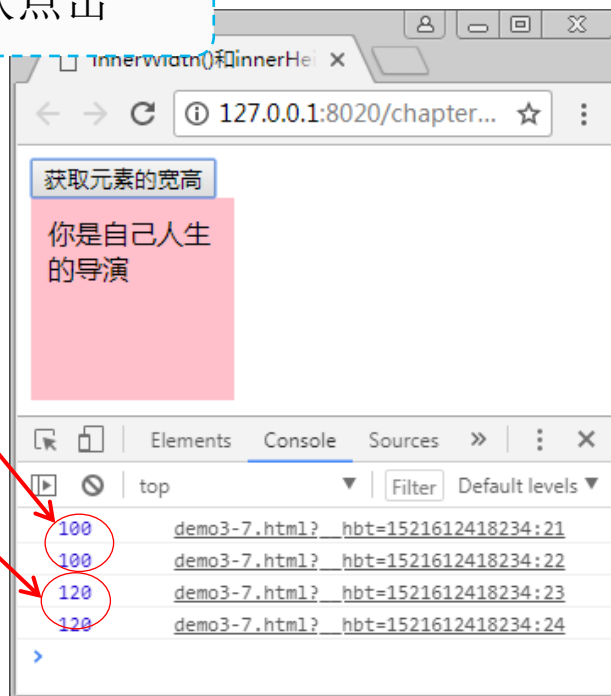 点击
innerWidth()和innerHei
127.0.0.1:8020/chapter...
获取元素的宽高
你是自己人生
的导演
Elements Console Sources »
top Filter Default levels
100 demo3-7.html?__hbt=1521612418234:21
100 demo3-7.html?__hbt=1521612418234:22
120 demo3-7.html?__hbt=1521612418234:23
120 demo3-7.html?__hbt=1521612418234:24
>